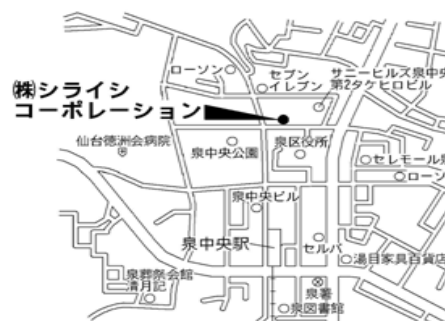 ローソン
セブン
イレブン
サニーヒルズ泉中央
第2タケヒロビル
㈱シライシ
コーポレーション
仙台徳洲会病院
泉中央公園
泉区役所
セレモール泉
ローソ
泉中央ビル
泉中央駅
セルバ
湯目家具百貨店
泉葬祭会館
清月記
泉署
泉図書館